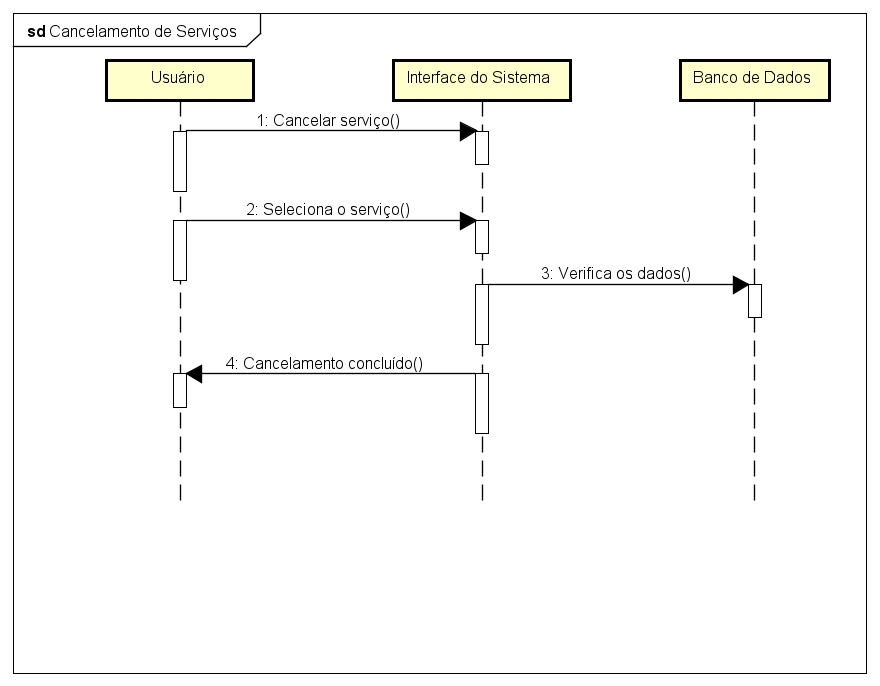 sd Cancelamento de Serviços
Usuário
Interface do Sistema
Banco de Dados
1: Cancelar serviço()
2: Seleciona o serviço()
3: Verifica os dados()
4: Cancelamento concluído()